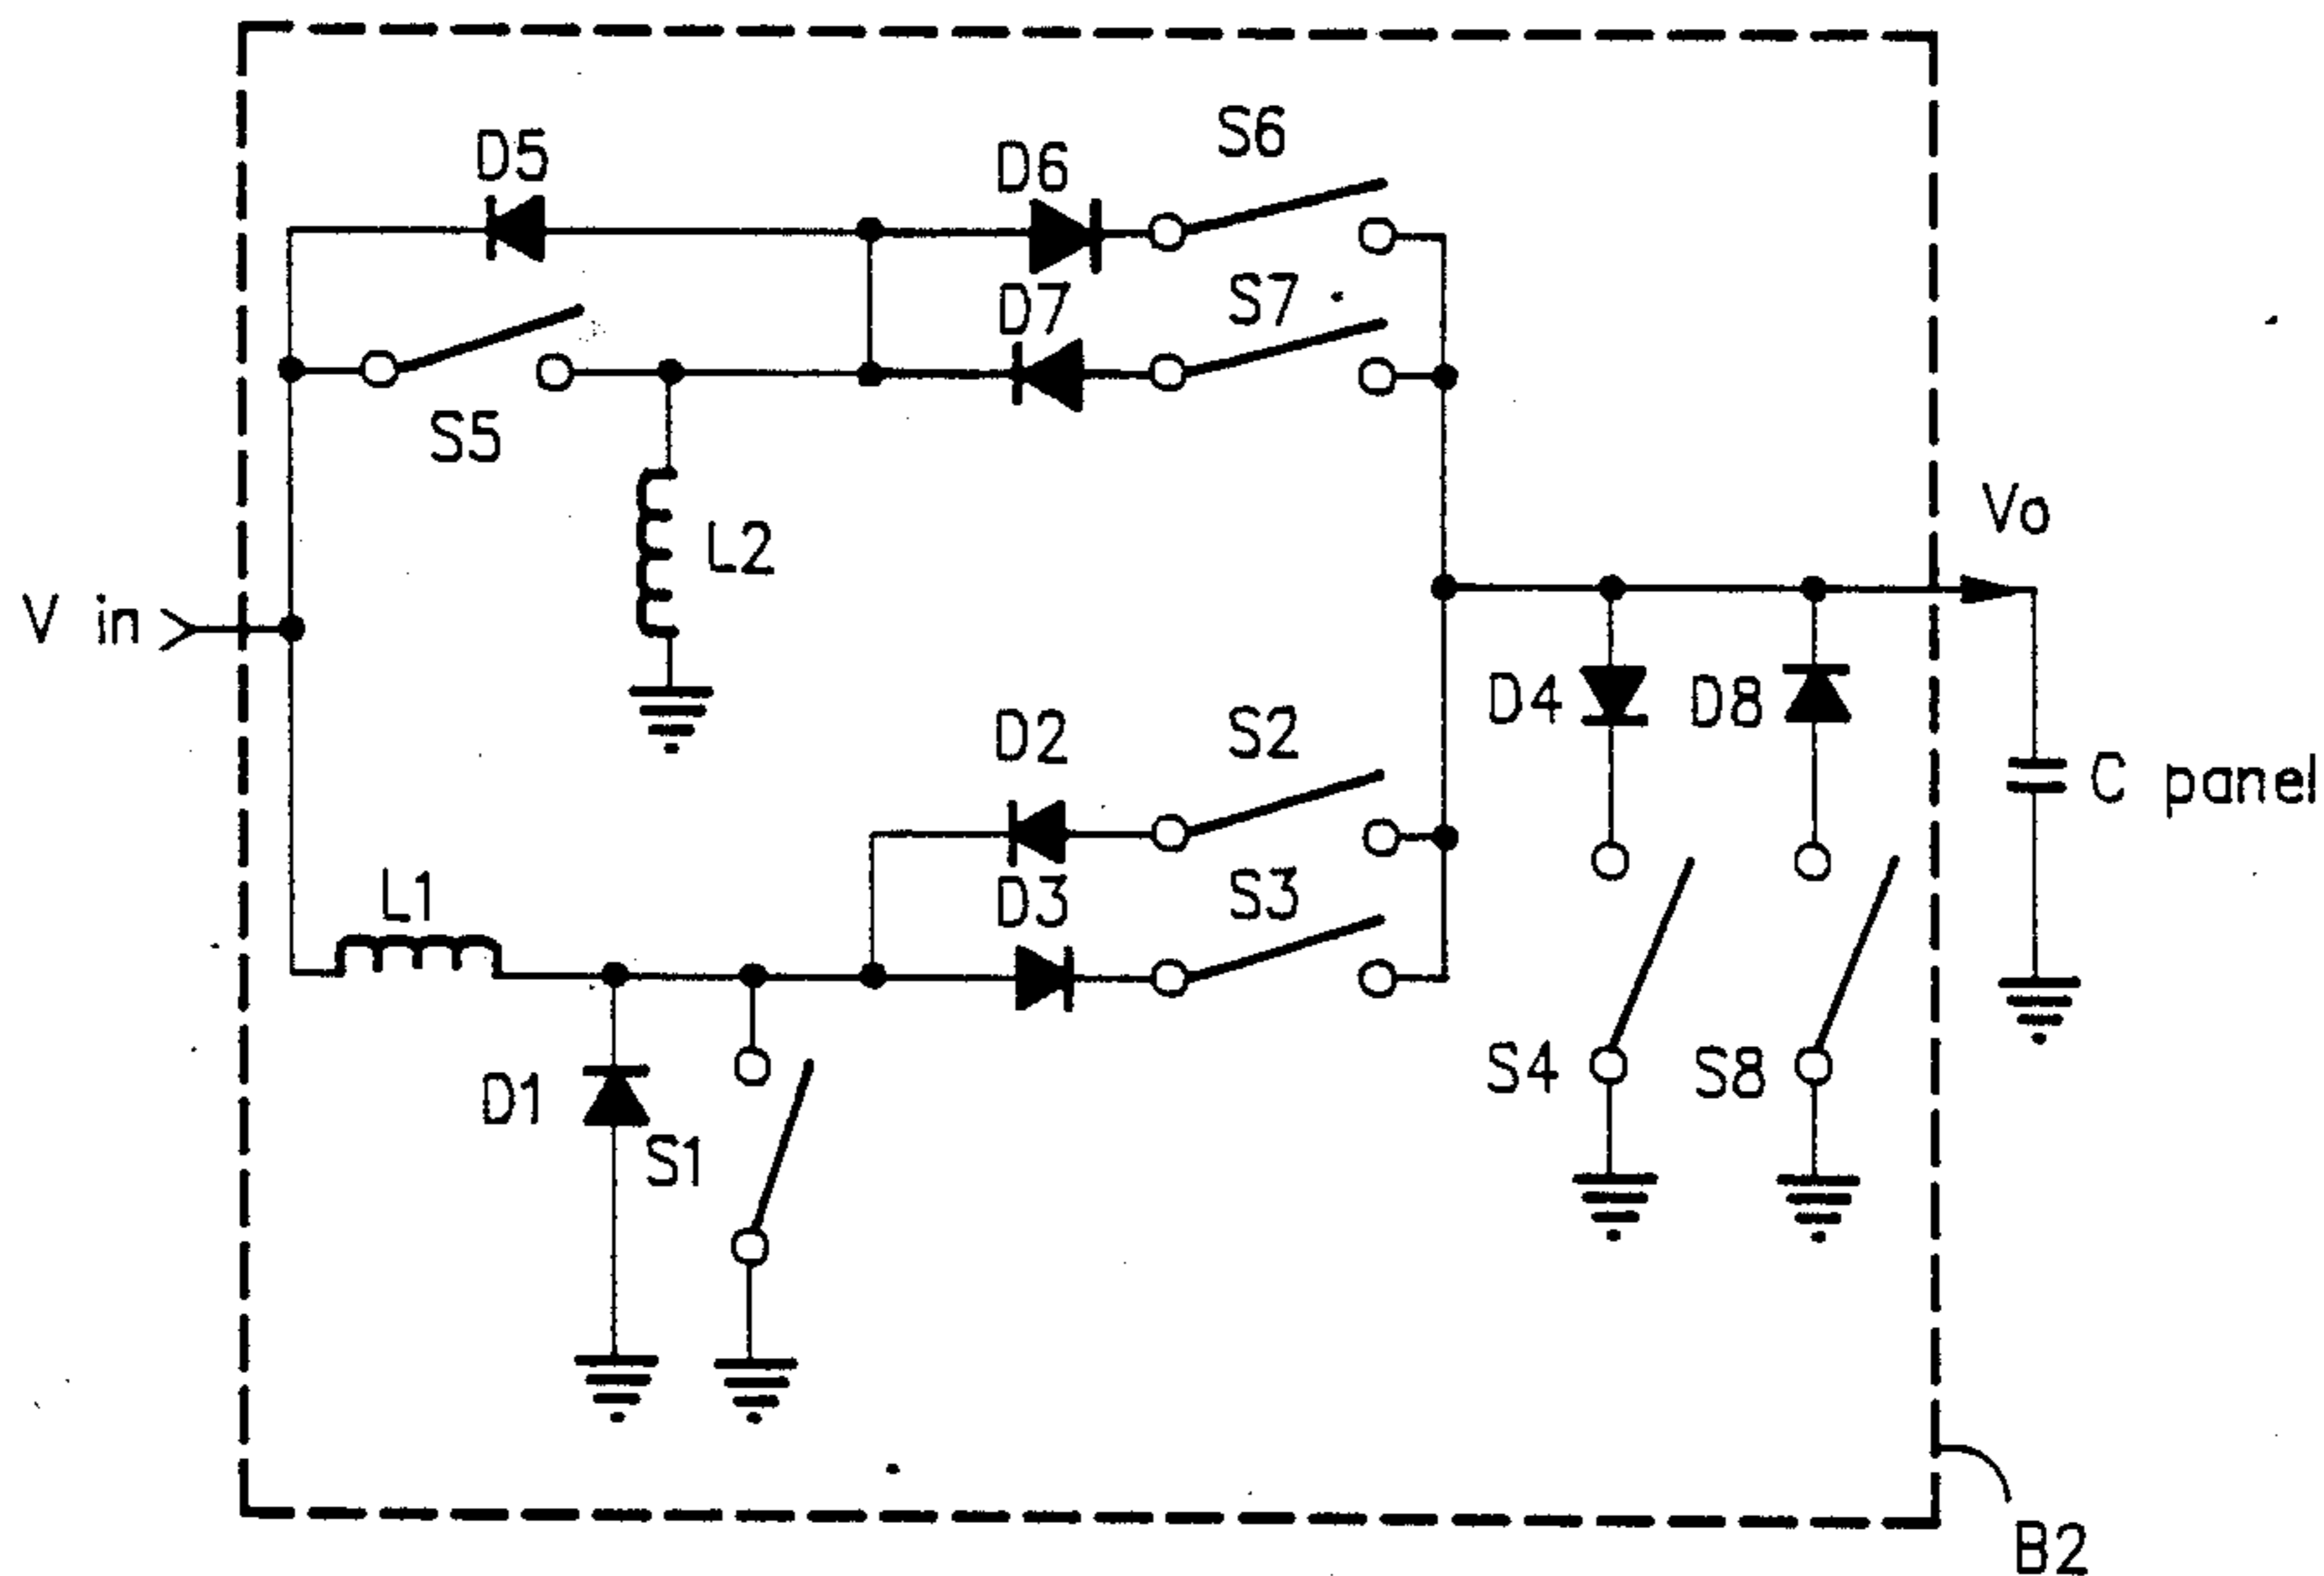 S6
D5
D6
S7
D7
S5
Vo
L2
V in
D4
D8
D2
S2
C panel
L1
D3
S3
S4
S8
D1
S1
B2